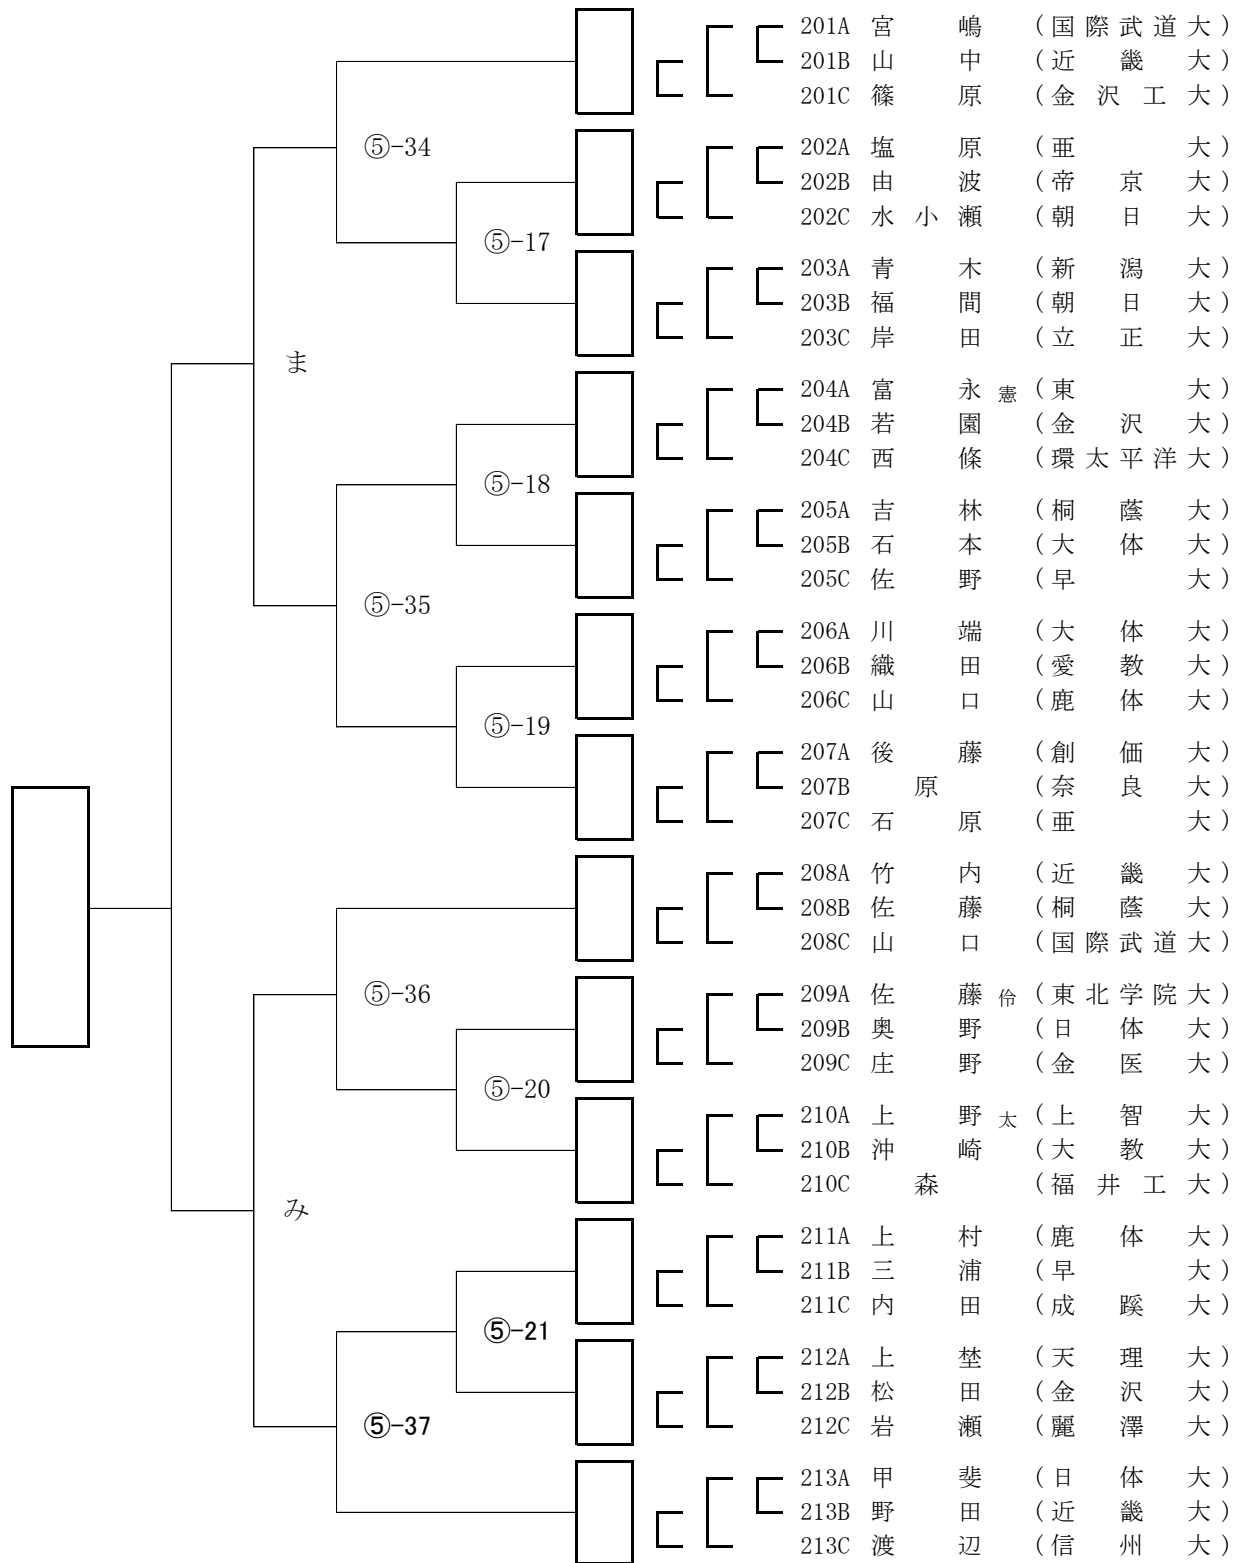 201A 宮嶋 (国際武道大)
201B 山中 (近畿大)
201C 篠原 (金沢工大)
⑤-34
202A 塩原 (亜大)
202B 由波 (帝京大)
202C 水小瀬 (朝日大)
⑤-17
203A 青木 (新潟大)
203B 福間 (朝日大)
203C 岸田 (立正大)
ま
204A 富永憲 (東大)
204B 若園 (金沢大)
204C 西條 (環太平洋大)
⑤-18
205A 吉林 (桐蔭大)
205B 石本 (大体大)
205C 佐野 (早大)
⑤-35
206A 川端 (大体大)
206B 織田 (愛教大)
206C 山口 (鹿体大)
⑤-19
207A 後藤 (創価大)
207B 原 (奈良大)
207C 石原 (亜大)
208A 竹内 (近畿大)
208B 佐藤 (桐蔭大)
208C 山口 (国際武道大)
⑤-36
209A 佐藤伶 (東北学院大)
209B 奥野 (日体大)
209C 庄野 (金医大)
⑤-20
210A 上野太 (上智大)
210B 沖崎 (大教大)
210C 森 (福井工大)
み
211A 上村 (鹿体大)
211B 三浦 (早大)
211C 内田 (成蹊大)
⑤-21
212A 上埜 (天理大)
212B 松田 (金沢大)
212C 岩瀬 (麗澤大)
⑤-37
213A 甲斐 (日体大)
213B 野田 (近畿大)
213C 渡辺 (信州大)